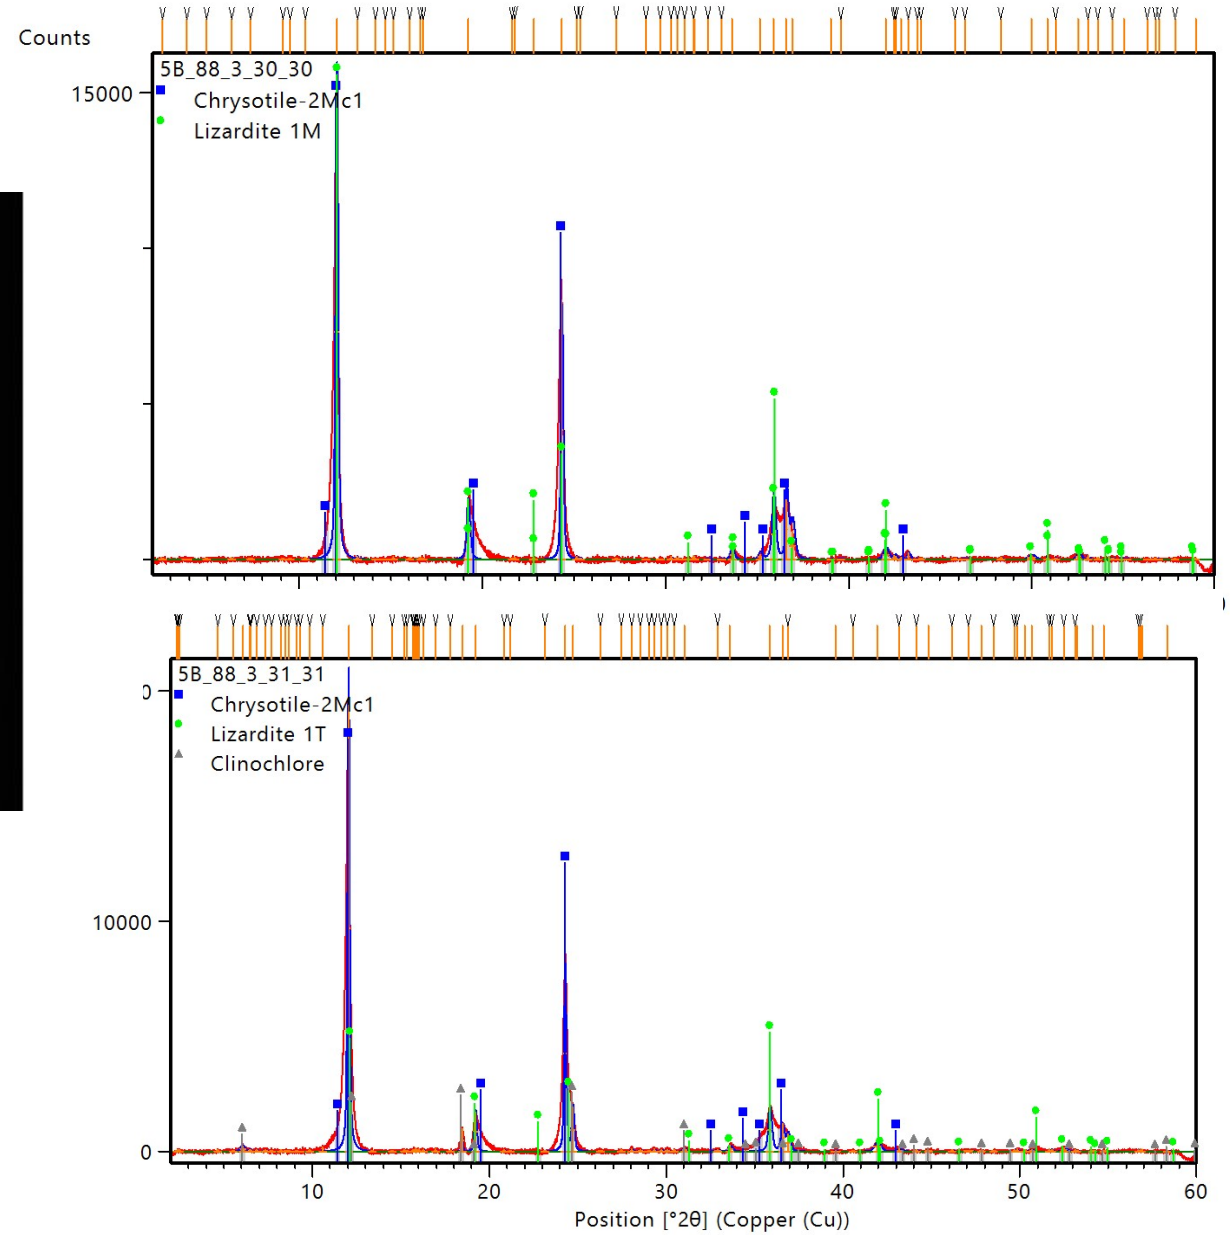 Counts
5B_88_3_30_30
15000
Chrysotile-2Mc1
Lizardite 1M
5B_88_3_31_31
0
Chrysotile-2Mc1
Lizardite 1T
Clinochlore
10000
0
10 20 30 40 50 60
Position [°2θ] (Copper (Cu))